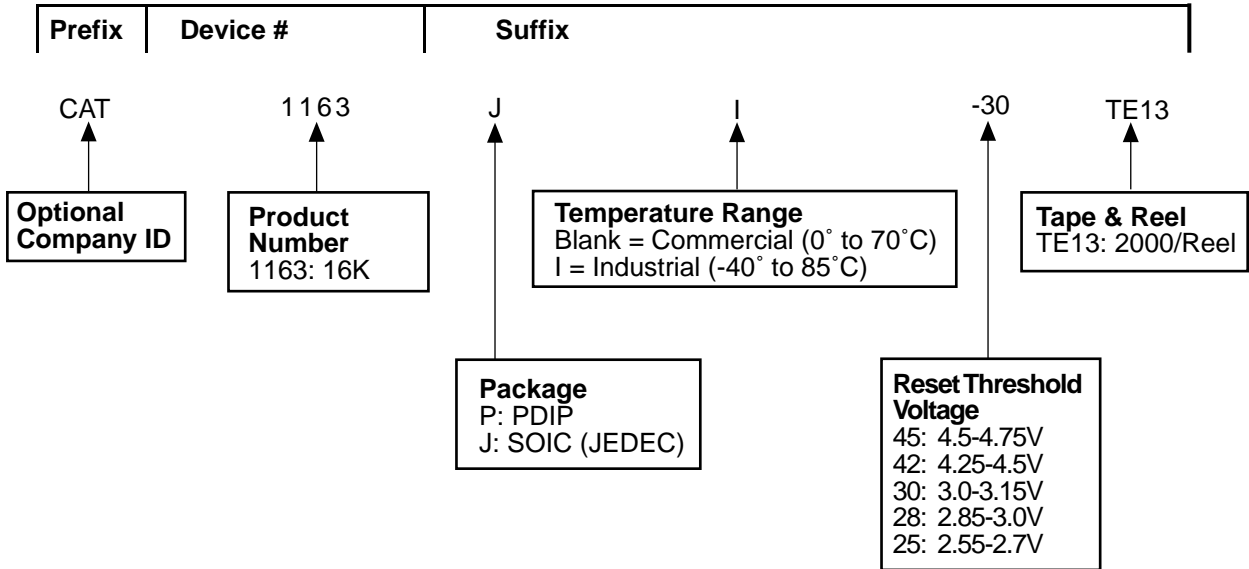 Prefix Device # Suffix
CAT 1163 J I -30 TE13
Optional
Company ID
Product
Number
1163: 16K
Temperature Range
Blank = Commercial (0˚ to 70˚C)
I = Industrial (-40˚ to 85˚C)
Tape & Reel
TE13: 2000/Reel
Package
P: PDIP
J: SOIC (JEDEC)
Reset Threshold
Voltage
45: 4.5-4.75V
42: 4.25-4.5V
30: 3.0-3.15V
28: 2.85-3.0V
25: 2.55-2.7V